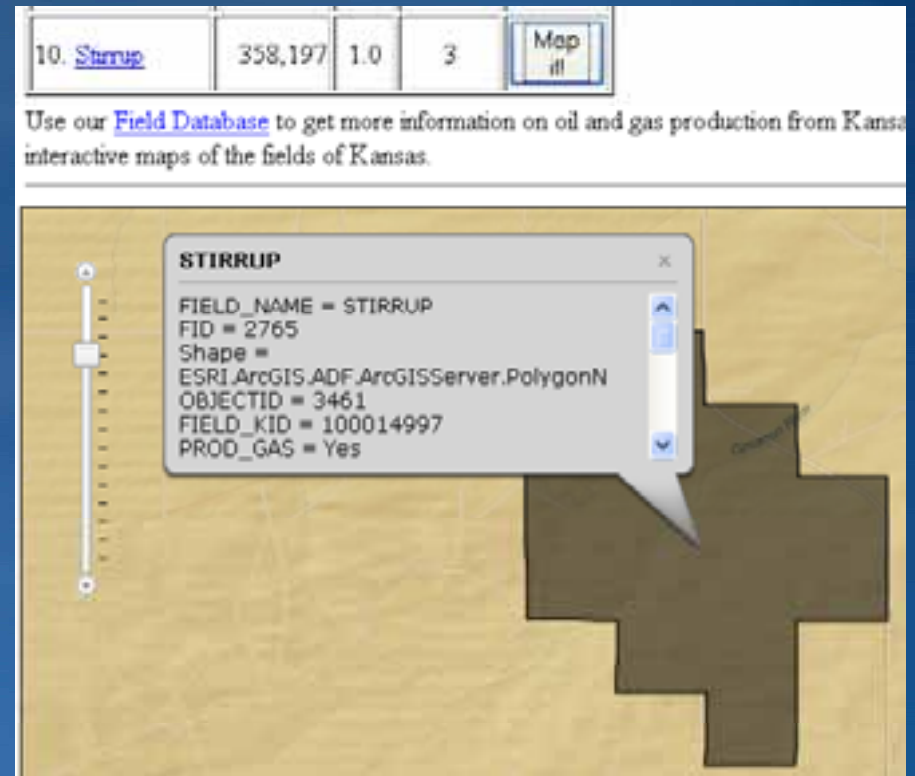 10. Stirrup 358,197 1.0 3 Map it!
Use our Field Database to get more information on oil and gas production from Kansa
interactive maps of the fields of Kansas.
STIRRUP ×
FIELD_NAME = STIRRUP
FID = 2765
Shape =
ESRI.ArcGIS.ADF.ArcGISServer.PolygonN
OBJECTID = 3461
FIELD_KID = 100014997
PROD_GAS = Yes